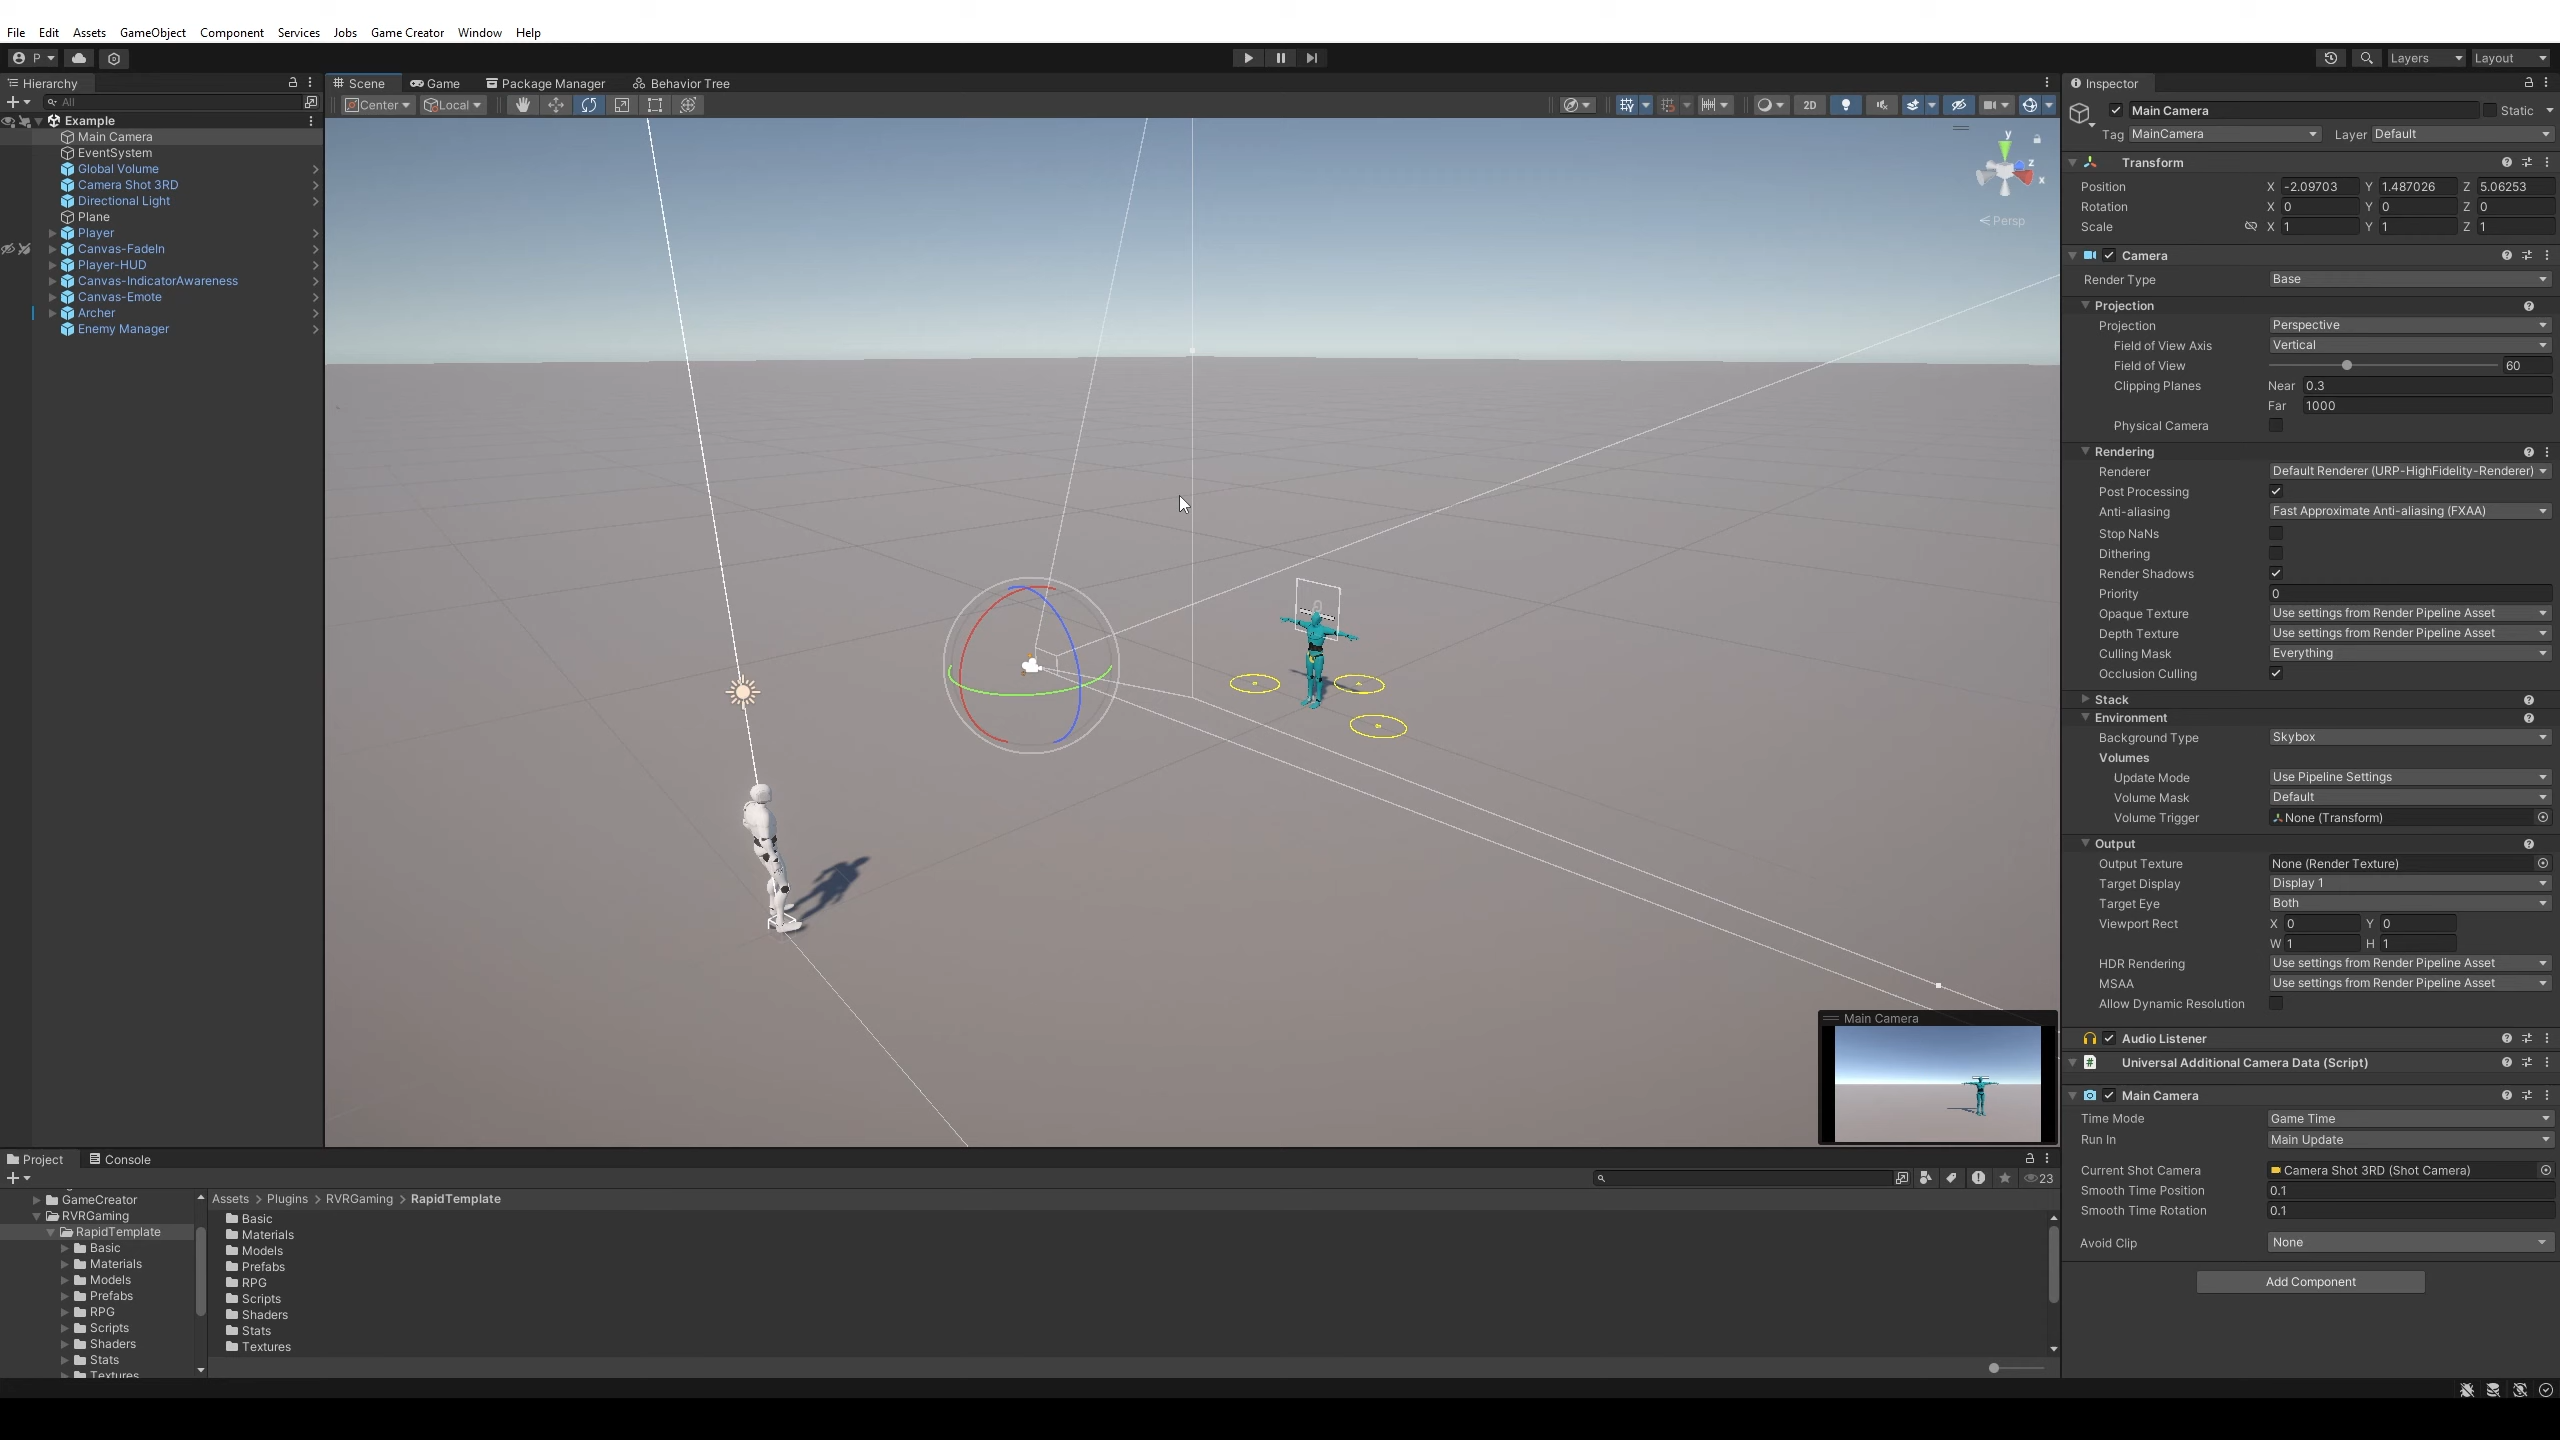 File Edit Assets GameObject Component Services Jobs Game Creator Window Help
P Layers Layout
Hierarchy
All
Example
Main Camera
EventSystem
Global Volume
Camera Shot 3RD
Directional Light
Plane
Player
Canvas-FadeIn
Player-HUD
Canvas-IndicatorAwareness
Canvas-Emote
Archer
Enemy Manager
Scene Game Package Manager Behavior Tree
Center Local 2D
y
z
x
Persp
Main Camera
Inspector
Main Camera Static
Tag MainCamera Layer Default
Transform
Position X -2.09703 Y 1.487026 Z 5.06253
Rotation X 0 Y 0 Z 0
Scale X 1 Y 1 Z 1
Camera
Render Type Base
Projection
Projection Perspective
Field of View Axis Vertical
Field of View 60
Clipping Planes Near 0.3
Far 1000
Physical Camera
Rendering
Renderer Default Renderer (URP-HighFidelity-Renderer)
Post Processing
Anti-aliasing Fast Approximate Anti-aliasing (FXAA)
Stop NaNs
Dithering
Render Shadows
Priority 0
Opaque Texture Use settings from Render Pipeline Asset
Depth Texture Use settings from Render Pipeline Asset
Culling Mask Everything
Occlusion Culling
Stack
Environment
Background Type Skybox
Volumes
Update Mode Use Pipeline Settings
Volume Mask Default
Volume Trigger None (Transform)
Output
Output Texture None (Render Texture)
Target Display Display 1
Target Eye Both
Viewport Rect X 0 Y 0
W 1 H 1
HDR Rendering Use settings from Render Pipeline Asset
MSAA Use settings from Render Pipeline Asset
Allow Dynamic Resolution
Audio Listener
Universal Additional Camera Data (Script)
Main Camera
Time Mode Game Time
Run In Main Update
Current Shot Camera Camera Shot 3RD (Shot Camera)
Smooth Time Position 0.1
Smooth Time Rotation 0.1
Avoid Clip None
Add Component
Project Console
23
GameCreator
RVRGaming
RapidTemplate
Basic
Materials
Models
Prefabs
RPG
Scripts
Shaders
Stats
Textures
Assets > Plugins > RVRGaming > RapidTemplate
Basic
Materials
Models
Prefabs
RPG
Scripts
Shaders
Stats
Textures